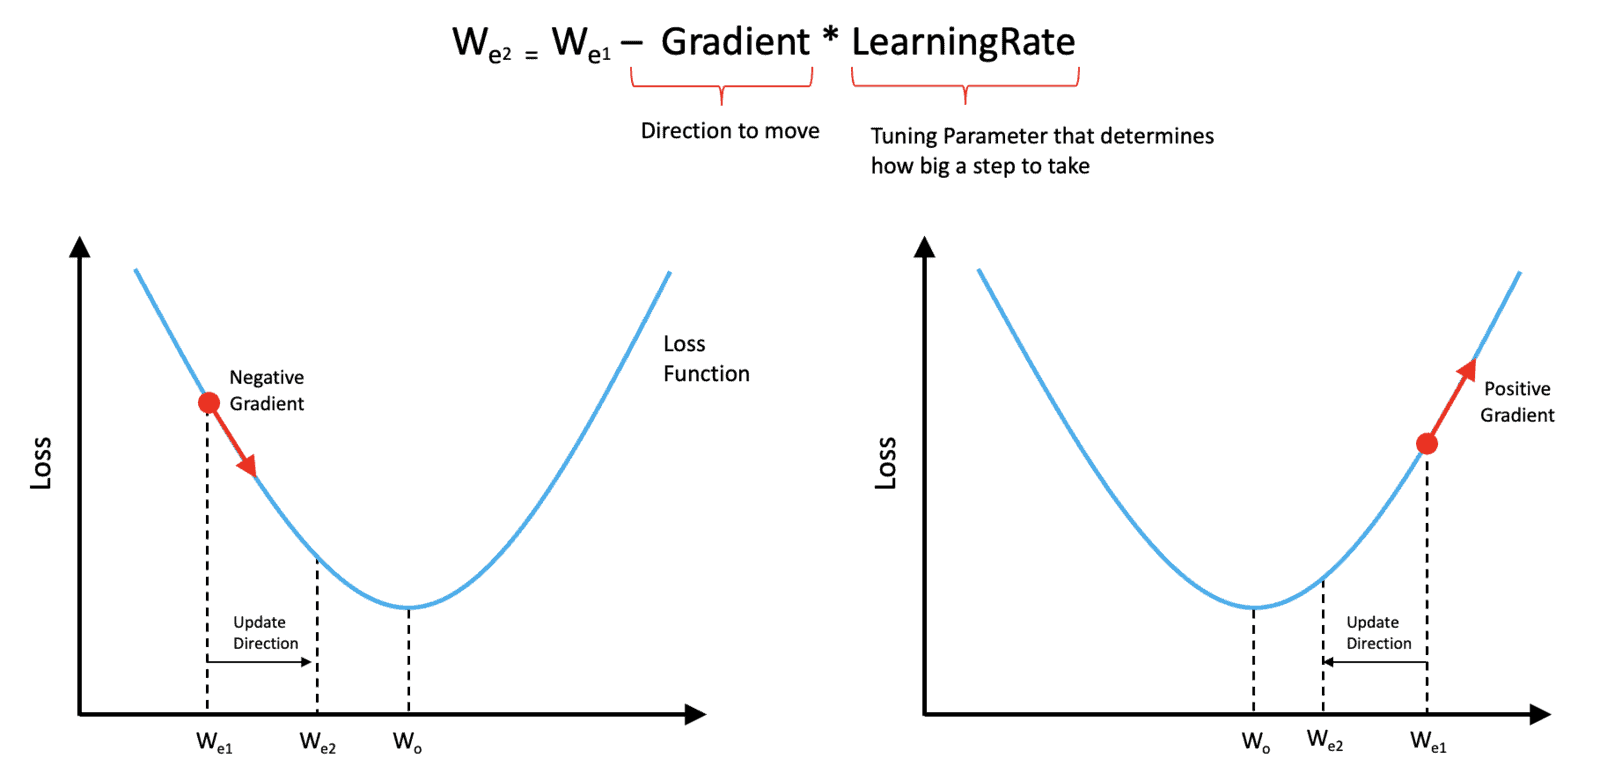 We2 = We1 – Gradient * LearningRate
Direction to move
Tuning Parameter that determines
how big a step to take
Loss
Negative
Gradient
Loss
Function
Update
Direction
We1
We2
Wo
Loss
Positive
Gradient
Update
Direction
Wo
We2
We1